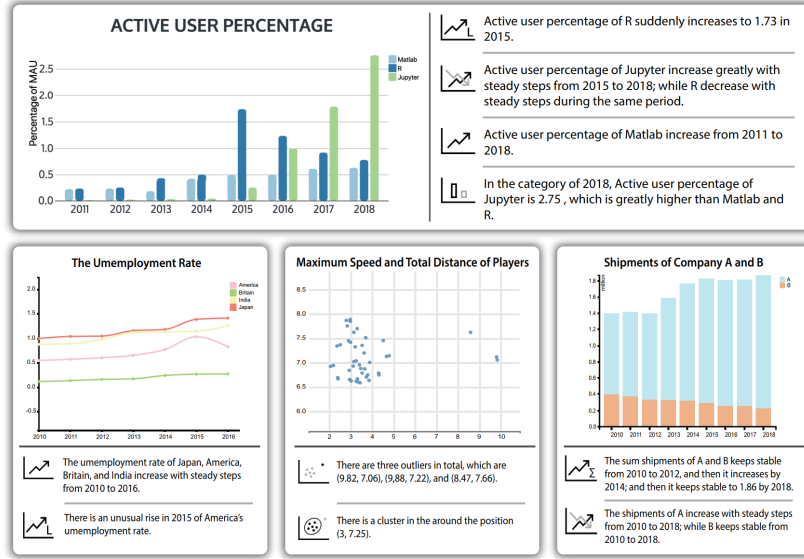 ACTIVE USER PERCENTAGE
Percentage of MAU
2.5
2.0
1.5
1.0
0.5
0.0
2011 2012 2013 2014 2015 2016 2017 2018
Matlab
R
Jupyter
L
Active user percentage of R suddenly increases to 1.73 in
2015.
Active user percentage of Jupyter increase greatly with
steady steps from 2015 to 2018; while R decrease with
steady steps during the same period.
Active user percentage of Matlab increase from 2011 to
2018.
In the category of 2018, Active user percentage of
Jupyter is 2.75 , which is greatly higher than Matlab and
R.
The Umemployment Rate
2.0
1.5
1.0
0.5
0.0
-0.5
2010 2011 2012 2013 2014 2015 2016
America
Britain
India
Japan
The umemployment rate of Japan, America,
Britain, and India increase with steady steps
from 2010 to 2016.
L
There is an unusual rise in 2015 of America's
umemployment rate.
Maximum Speed and Total Distance of Players
8.5
8.0
7.5
7.0
6.5
6.0
2 3 4 5 6 7 8 9 10
There are three outliers in total, which are
(9.82, 7.06), (9,88, 7.22), and (8.47, 7.66).
There is a cluster in the around the position
(3, 7.25).
Shipments of Company A and B
million
1.8
1.6
1.4
1.2
1.0
0.8
0.6
0.4
0.2
0.0
2010 2011 2012 2013 2014 2015 2016 2017 2018
A
B
Σ
The sum shipments of A and B keeps stable
from 2010 to 2012, and then it increases by
2014; and then it keeps stable to 1.86 by 2018.
The shipments of A increase with steady steps
from 2010 to 2018; while B keeps stable from
2010 to 2018.